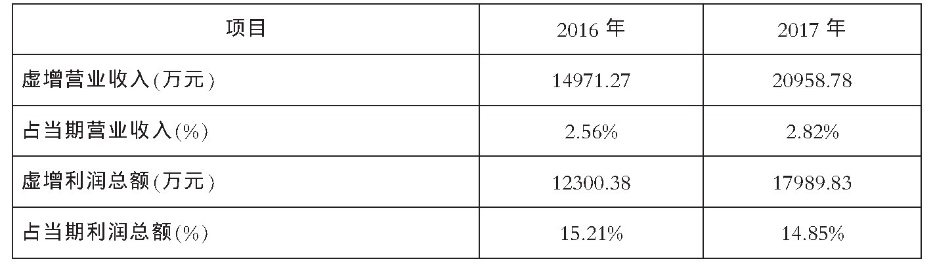 项目 2016 年 2017 年
虚增营业收入(万元) 14971.27 20958.78
占当期营业收入(%) 2.56% 2.82%
虚增利润总额(万元) 12300.38 17989.83
占当期利润总额(%) 15.21% 14.85%